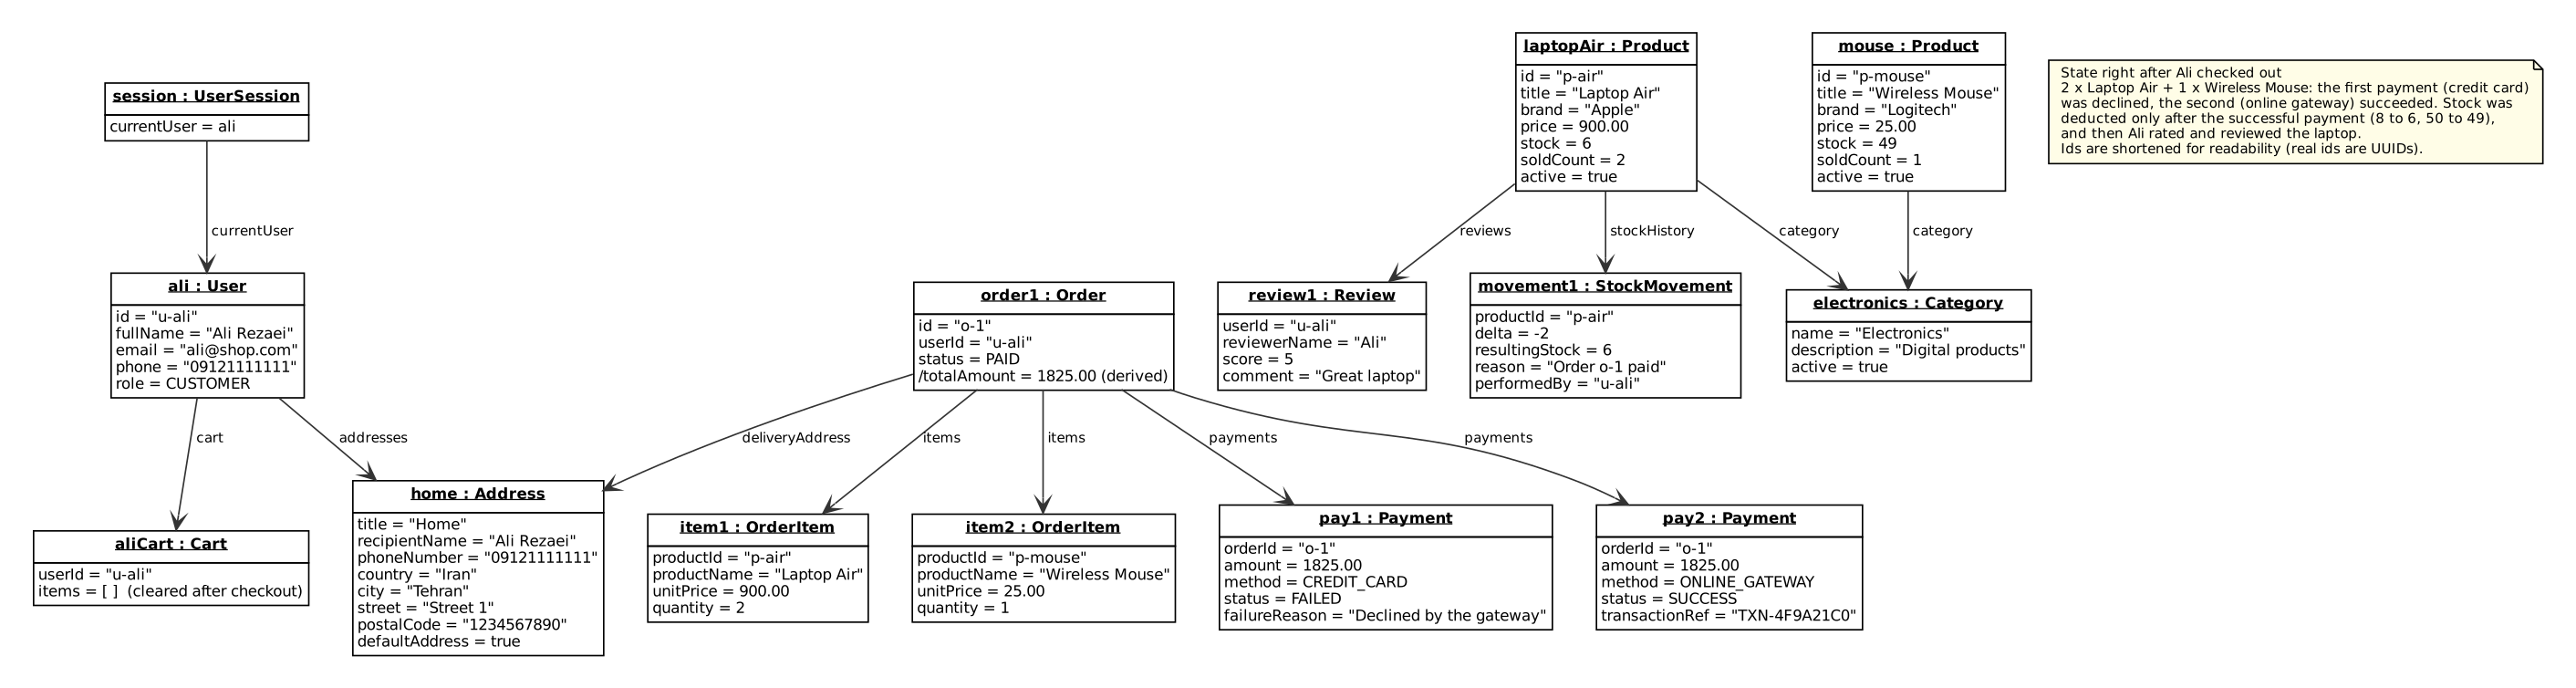 laptopAir : Product
id = "p-air"
title = "Laptop Air"
brand = "Apple"
price = 900.00
stock = 6
soldCount = 2
active = true
mouse : Product
id = "p-mouse"
title = "Wireless Mouse"
brand = "Logitech"
price = 25.00
stock = 49
soldCount = 1
active = true
State right after Ali checked out
2 x Laptop Air + 1 x Wireless Mouse: the first payment (credit card)
was declined, the second (online gateway) succeeded. Stock was
deducted only after the successful payment (8 to 6, 50 to 49),
and then Ali rated and reviewed the laptop.
Ids are shortened for readability (real ids are UUIDs).
session : UserSession
currentUser = ali
currentUser
reviews
stockHistory
category
category
ali : User
id = "u-ali"
fullName = "Ali Rezaei"
email = "ali@shop.com"
phone = "09121111111"
role = CUSTOMER
order1 : Order
id = "o-1"
userId = "u-ali"
status = PAID
/totalAmount = 1825.00 (derived)
review1 : Review
userId = "u-ali"
reviewerName = "Ali"
score = 5
comment = "Great laptop"
movement1 : StockMovement
productId = "p-air"
delta = -2
resultingStock = 6
reason = "Order o-1 paid"
performedBy = "u-ali"
electronics : Category
name = "Electronics"
description = "Digital products"
active = true
cart
addresses
deliveryAddress
items
items
payments
payments
aliCart : Cart
userId = "u-ali"
items = [ ]  (cleared after checkout)
home : Address
title = "Home"
recipientName = "Ali Rezaei"
phoneNumber = "09121111111"
country = "Iran"
city = "Tehran"
street = "Street 1"
postalCode = "1234567890"
defaultAddress = true
item1 : OrderItem
productId = "p-air"
productName = "Laptop Air"
unitPrice = 900.00
quantity = 2
item2 : OrderItem
productId = "p-mouse"
productName = "Wireless Mouse"
unitPrice = 25.00
quantity = 1
pay1 : Payment
orderId = "o-1"
amount = 1825.00
method = CREDIT_CARD
status = FAILED
failureReason = "Declined by the gateway"
pay2 : Payment
orderId = "o-1"
amount = 1825.00
method = ONLINE_GATEWAY
status = SUCCESS
transactionRef = "TXN-4F9A21C0"